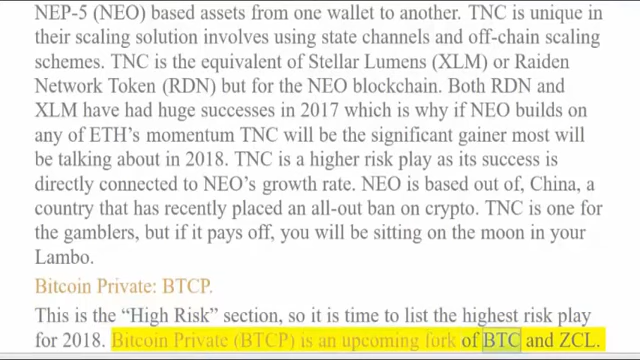 NEP-5 (NEO) based assets from one wallet to another. TNC is unique in
their scaling solution involves using state channels and off-chain scaling
schemes. TNC is the equivalent of Stellar Lumens (XLM) or Raiden
Network Token (RDN) but for the NEO blockchain. Both RDN and
XLM have had huge successes in 2017 which is why if NEO builds on
any of ETH's momentum TNC will be the significant gainer most will
be talking about in 2018. TNC is a higher risk play as its success is
directly connected to NEO's growth rate. NEO is based out of, China, a
country that has recently placed an all-out ban on crypto. TNC is one for
the gamblers, but if it pays off, you will be sitting on the moon in your
Lambo.
Bitcoin Private: BTCP.
This is the “High Risk” section, so it is time to list the highest risk play
for 2018. Bitcoin Private (BTCP) is an upcoming fork of BTC and ZCL.